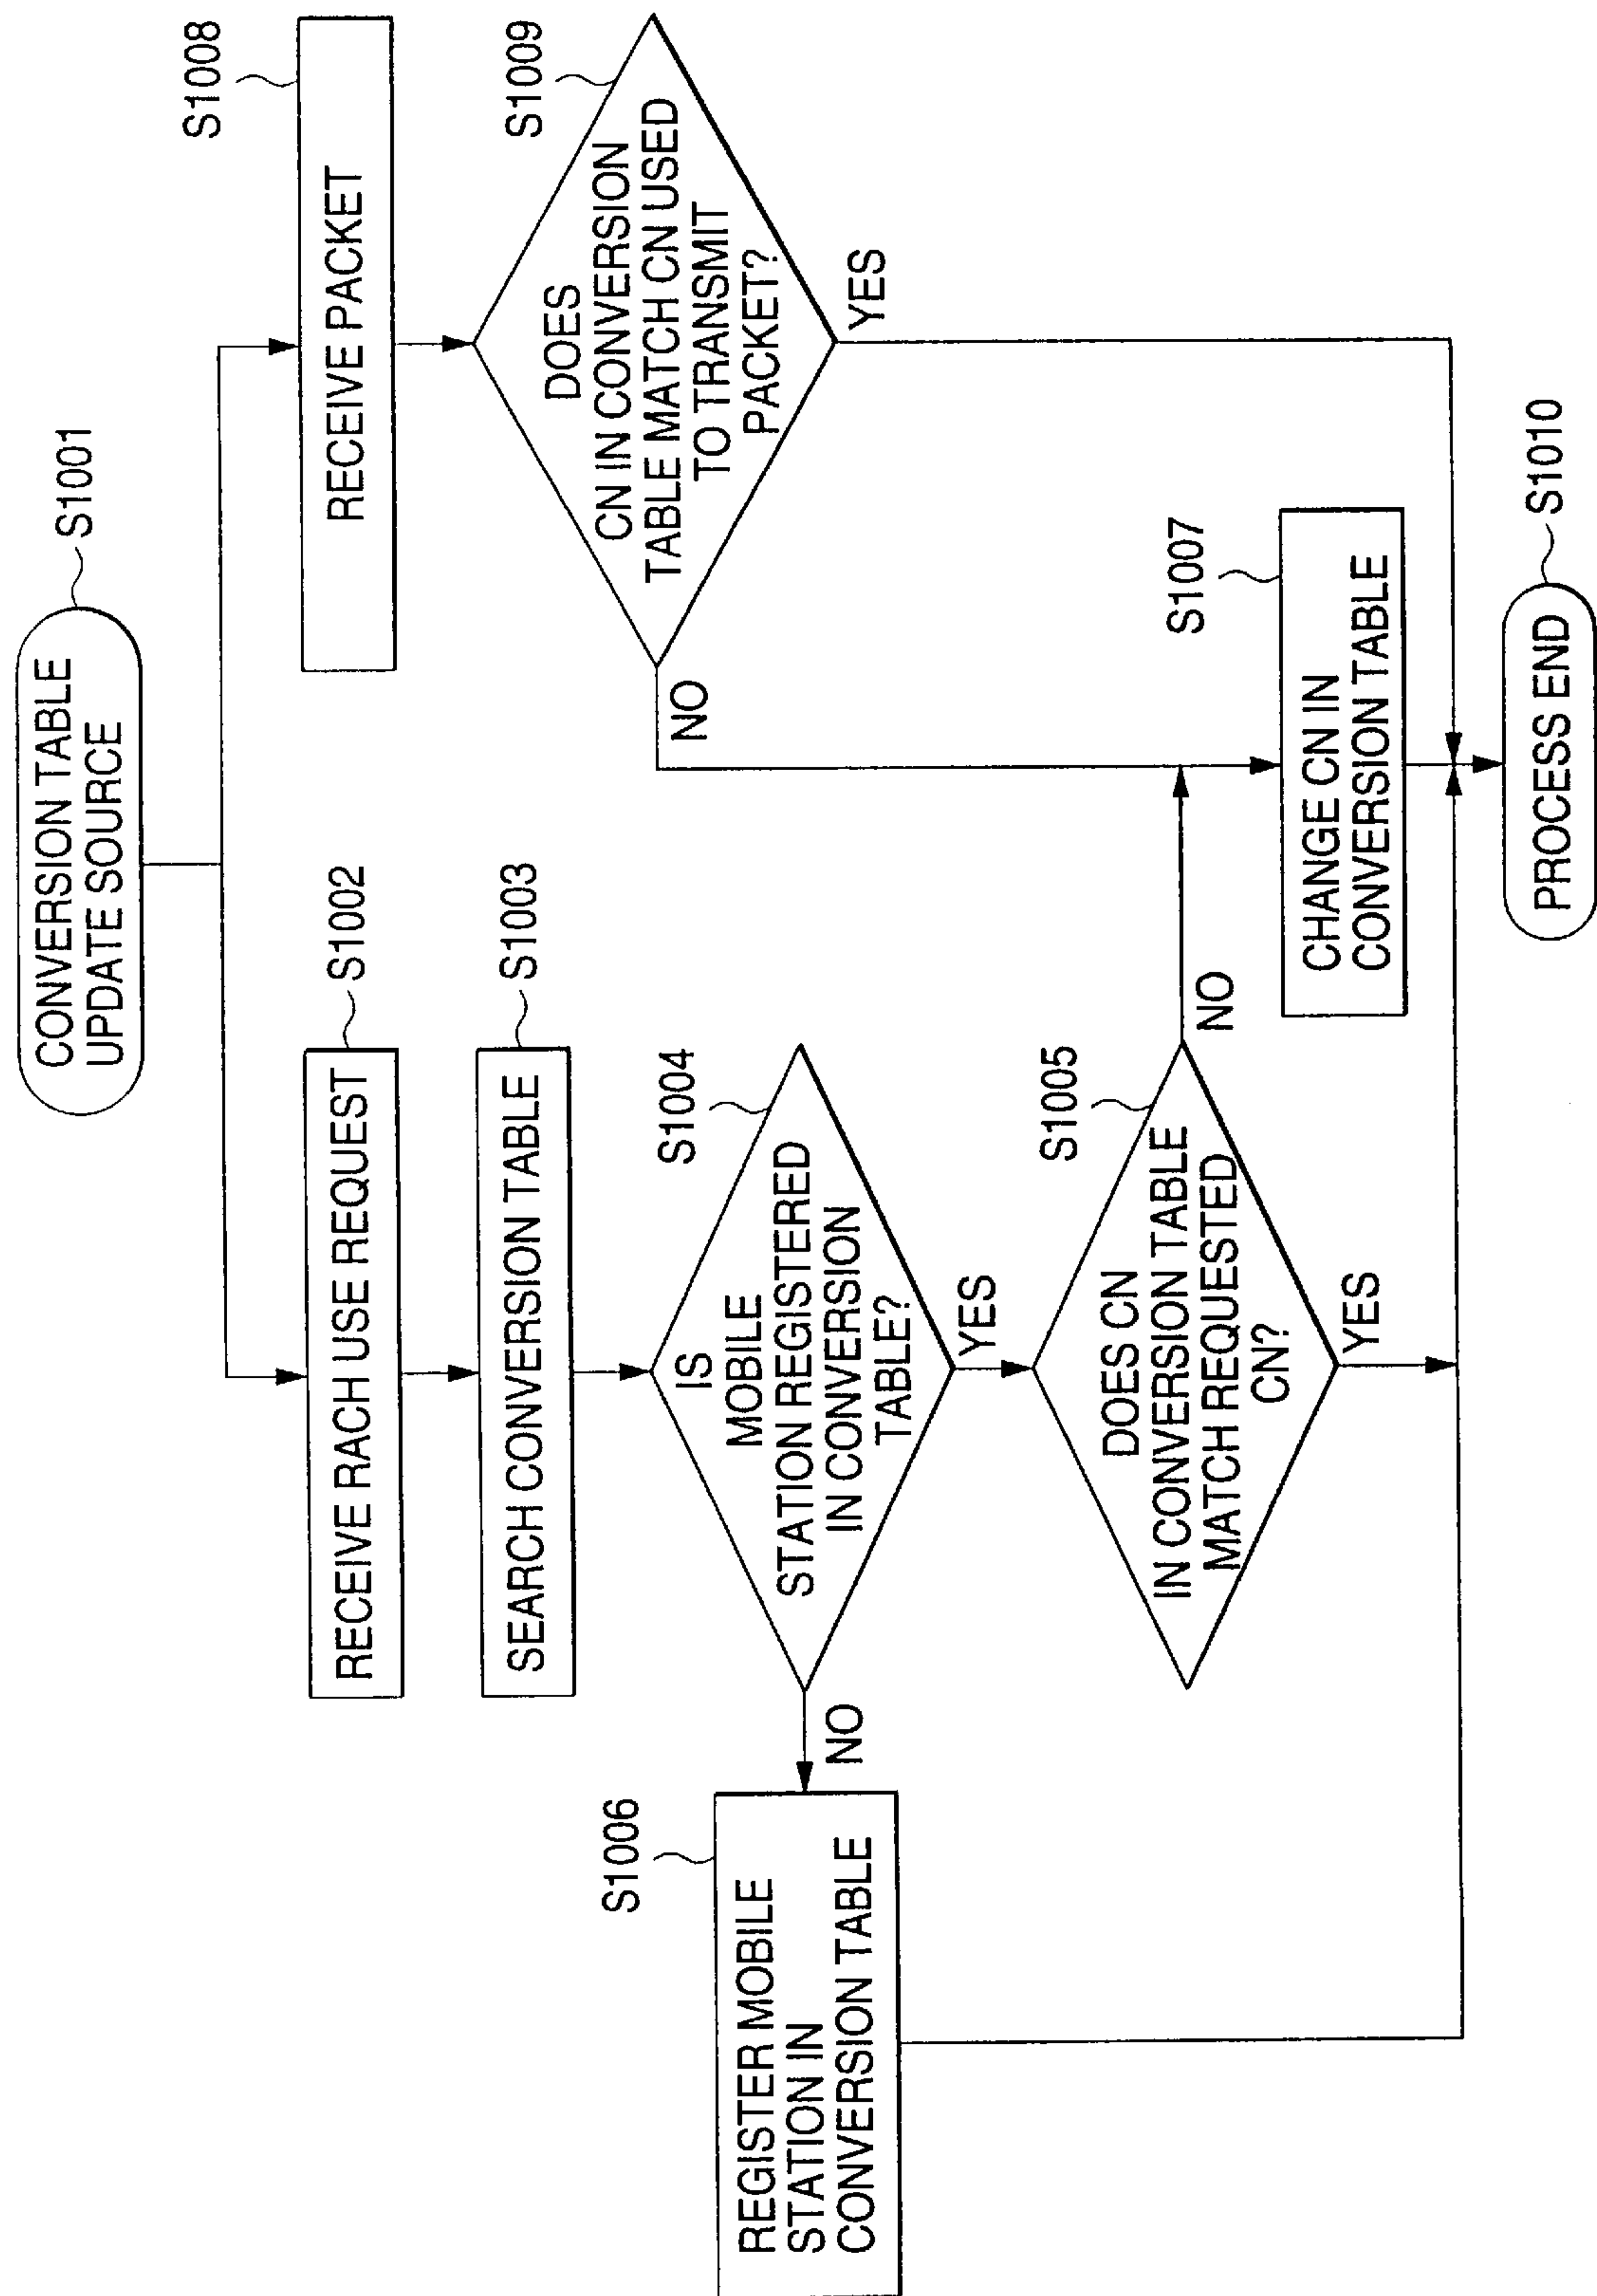 CONVERSION TABLE
UPDATE SOURCE
S1001
RECEIVE RACH USE REQUEST
S1002
SEARCH CONVERSION TABLE
S1003
IS
MOBILE
STATION REGISTERED
IN CONVERSION
TABLE?
S1004
NO
YES
REGISTER MOBILE
STATION IN
CONVERSION TABLE
S1006
DOES CN
IN CONVERSION TABLE
MATCH REQUESTED
CN?
S1005
NO
YES
RECEIVE PACKET
S1008
DOES
CN IN CONVERSION
TABLE MATCH CN USED
TO TRANSMIT
PACKET?
S1009
NO
YES
CHANGE CN IN
CONVERSION TABLE
S1007
PROCESS END
S1010